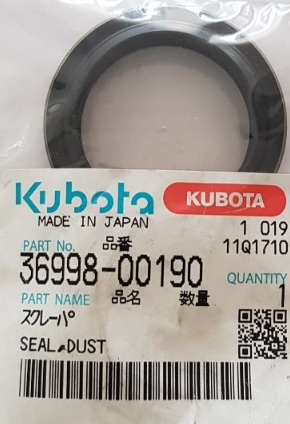 Kubota KUBOTA
MADE IN JAPAN 1 019
PART No. 品番 11Q1710
36998-00190
PART NAME 品名 数量 QUANTITY 1
スクレーパ
SEAL,DUST